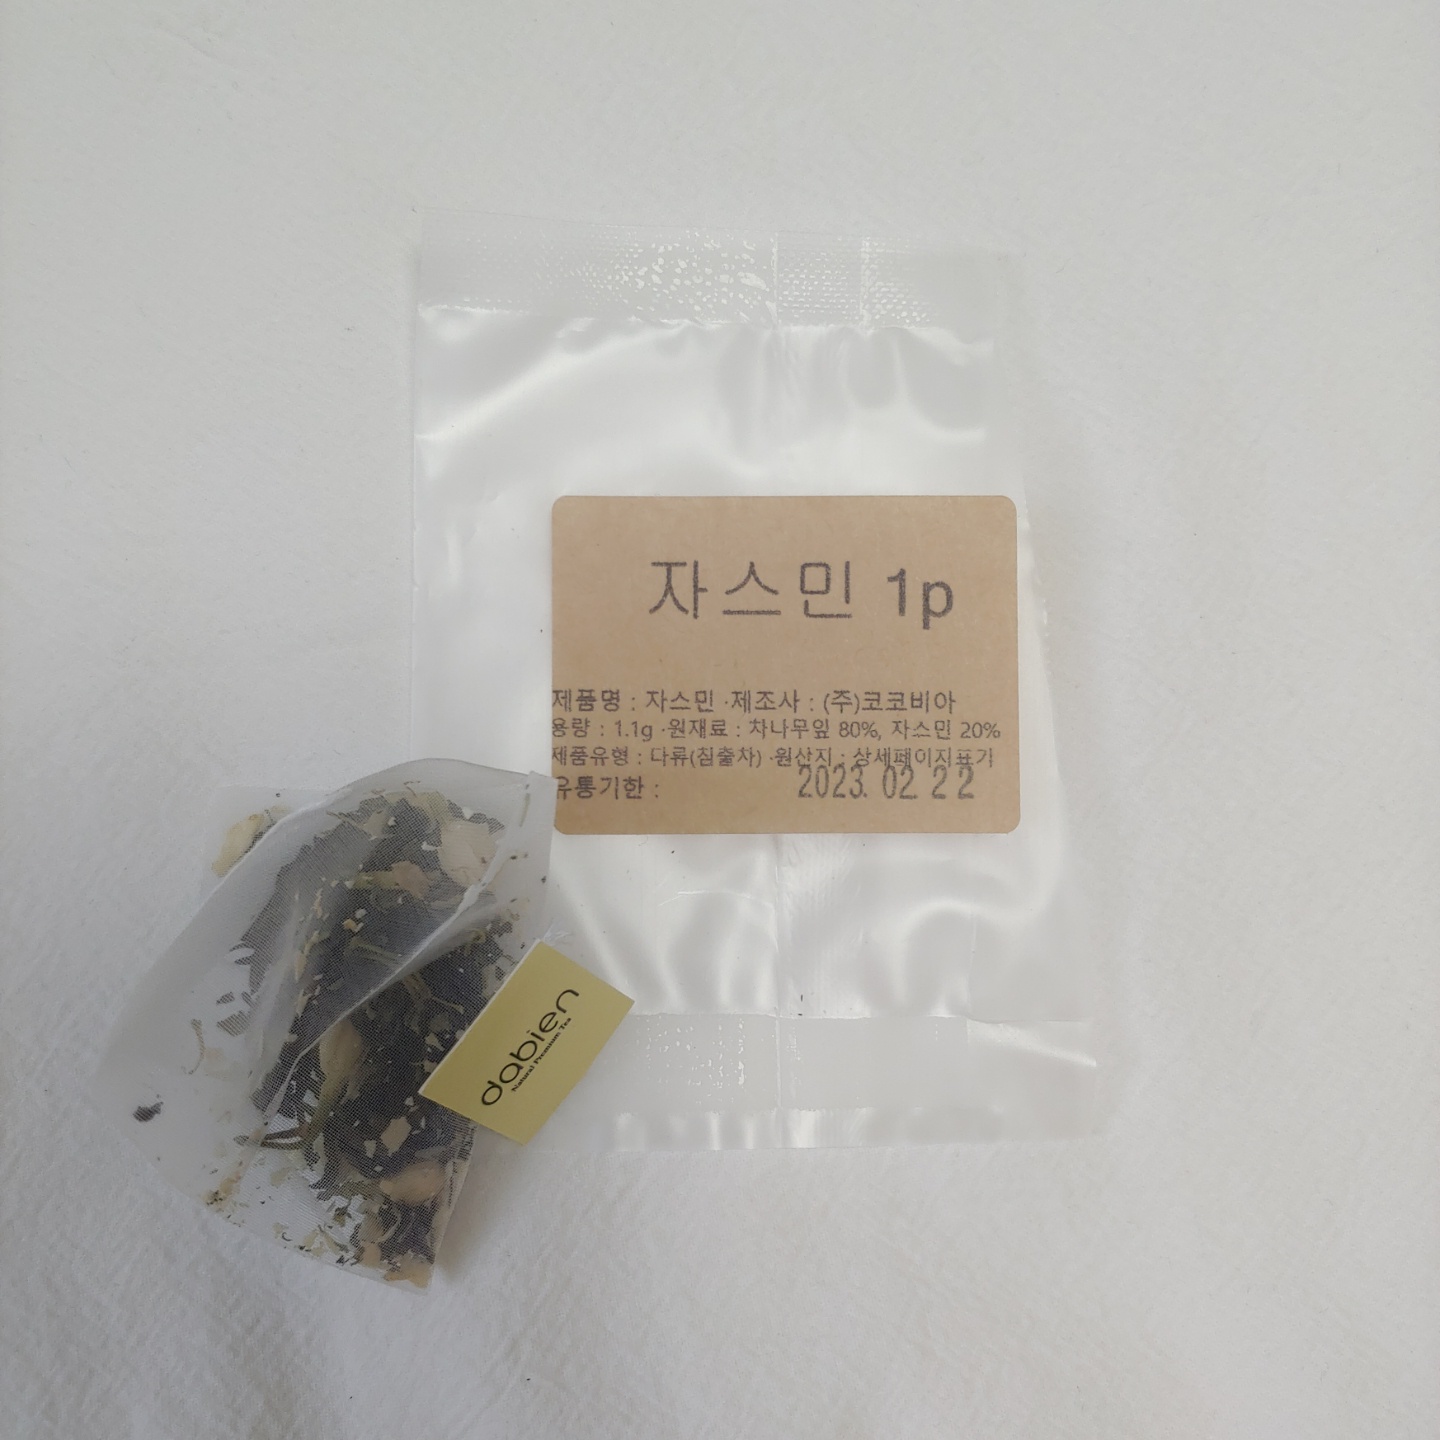 자스민 1p
제품명 : 자스민 ·제조사 : (주)코코비아
용량 : 1.1g ·원재료 : 차나무잎 80%, 자스민 20%
제품유형 : 다류(침출차) ·원산지 : 상세페이지표기
유통기한 : 2023. 02 22
dabien
Natural Premium Tea